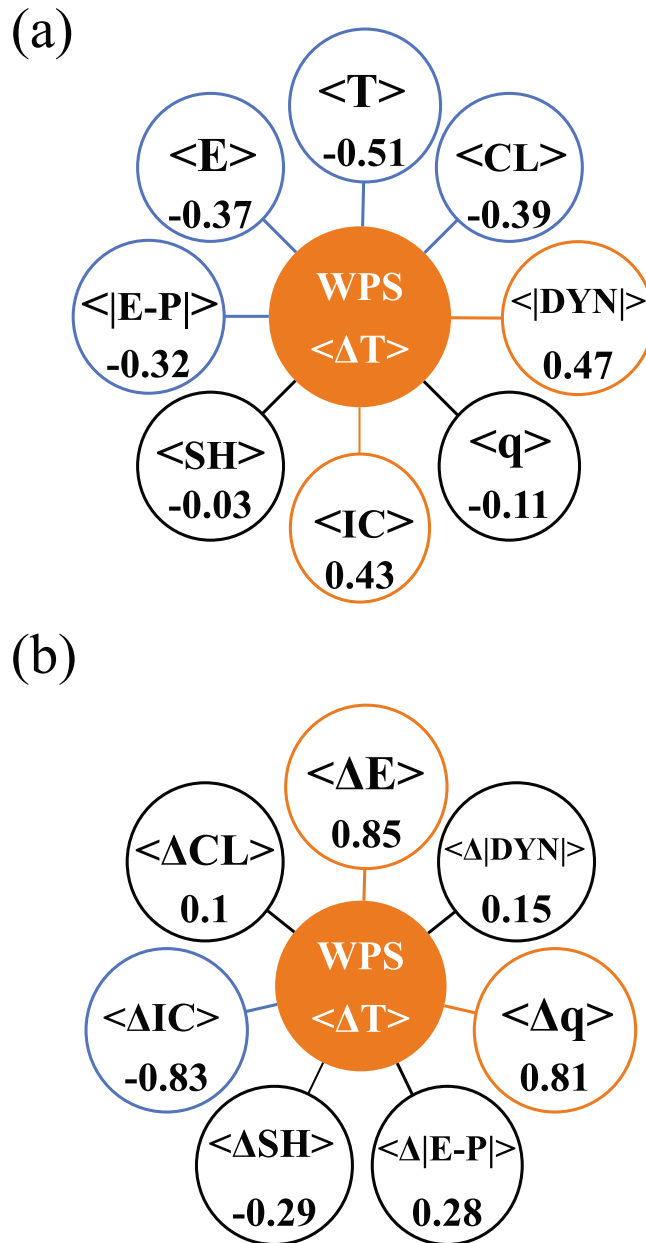 (a)
<T>
-0.51
<E>
-0.37
<CL>
-0.39
<|E-P|>
-0.32
WPS
<ΔT>
<|DYN|>
0.47
<SH>
-0.03
<q>
-0.11
<IC>
0.43
(b)
<ΔE>
0.85
<ΔCL>
0.1
<Δ|DYN|>
0.15
WPS
<ΔT>
<ΔIC>
-0.83
<Δq>
0.81
<ΔSH>
-0.29
<Δ|E-P|>
0.28